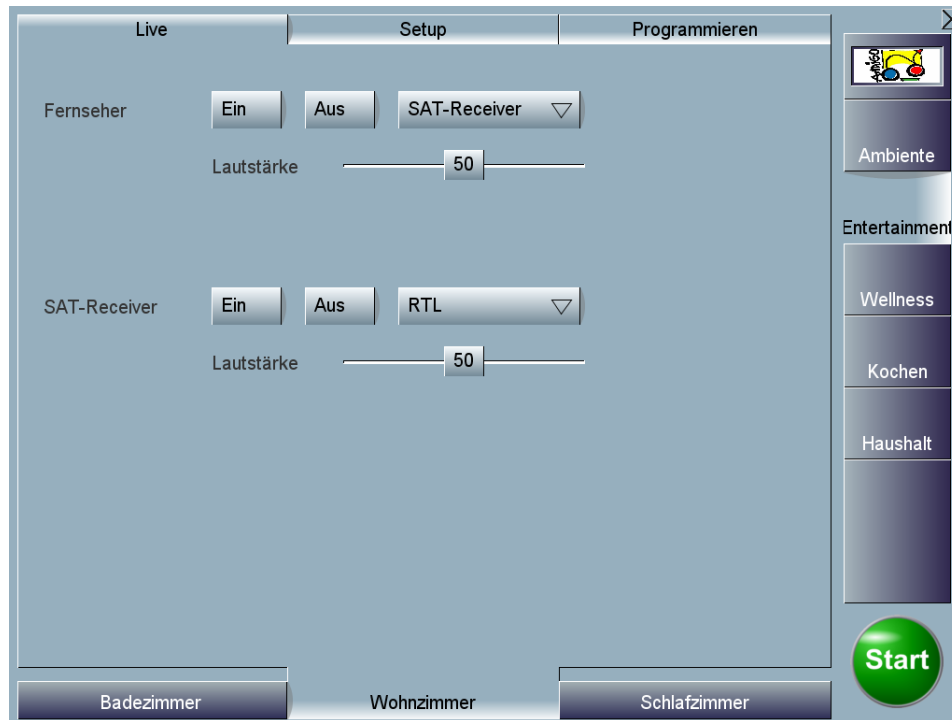 Live
Setup
Programmieren
AMIGO
Fernseher
Ein
Aus
SAT-Receiver
Lautstärke
50
SAT-Receiver
Ein
Aus
RTL
Lautstärke
50
Ambiente
Entertainment
Wellness
Kochen
Haushalt
Start
Badezimmer
Wohnzimmer
Schlafzimmer